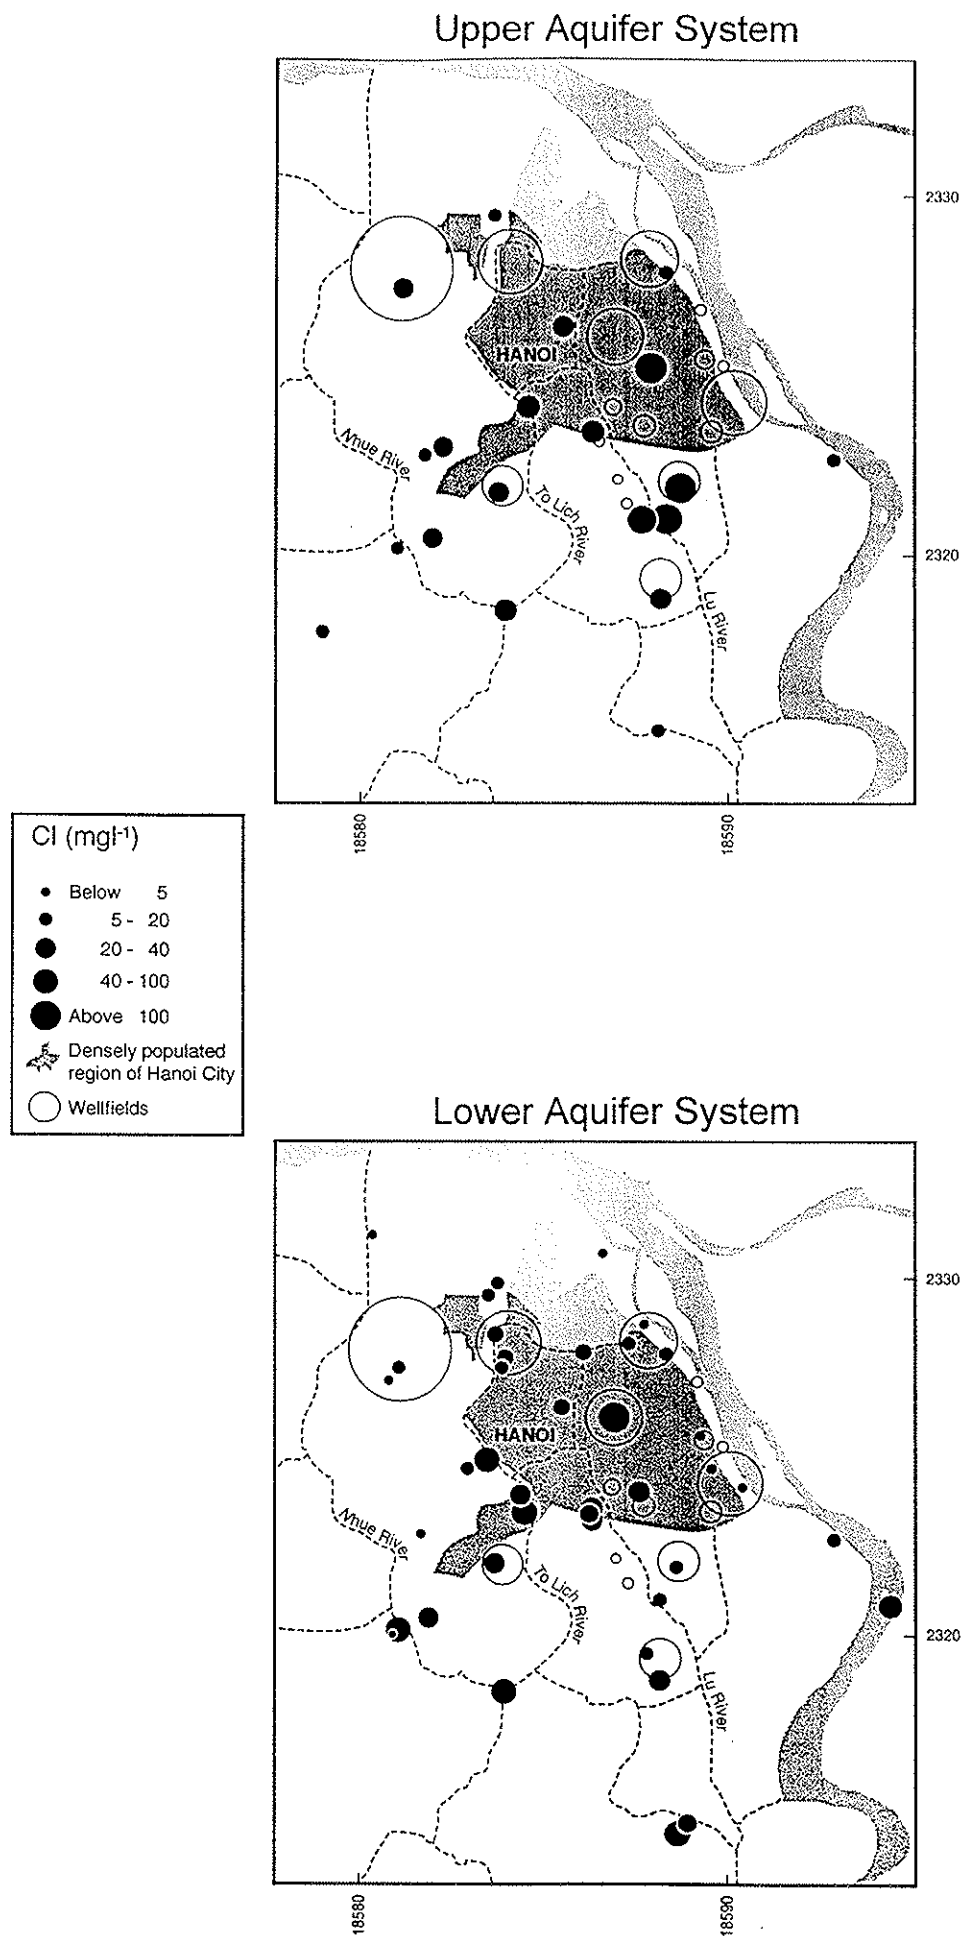 Upper Aquifer System
2330
HANOI
Nhue River
To Lich River
2320
Lu River
18580
18590
Cl (mgl-1)
Below 5
5 - 20
20 - 40
40 - 100
Above 100
Densely populated
region of Hanoi City
Wellfields
Lower Aquifer System
2330
HANOI
Nhue River
To Lich River
2320
Lu River
18580
18590